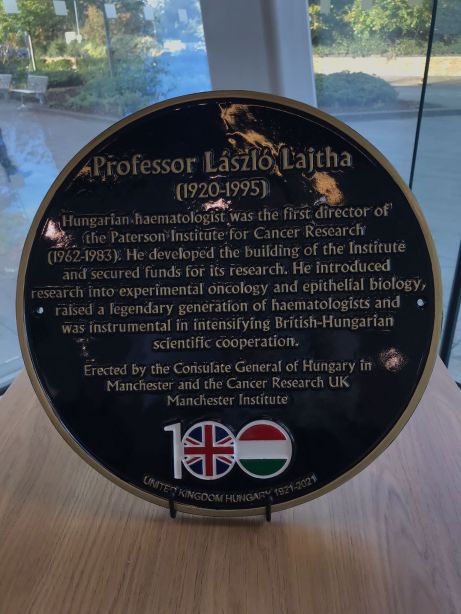 Professor László Lajtha
(1920-1995)
Hungarian haematologist was the first director of
the Paterson Institute for Cancer Research
(1962-1983). He developed the building of the Institute
and secured funds for its research. He introduced
research into experimental oncology and epithelial biology,
raised a legendary generation of haematologists and
was instrumental in intensifying British-Hungarian
scientific cooperation.
Erected by the Consulate General of Hungary in
Manchester and the Cancer Research UK
Manchester Institute
100
UNITED KINGDOM HUNGARY 1921-2021